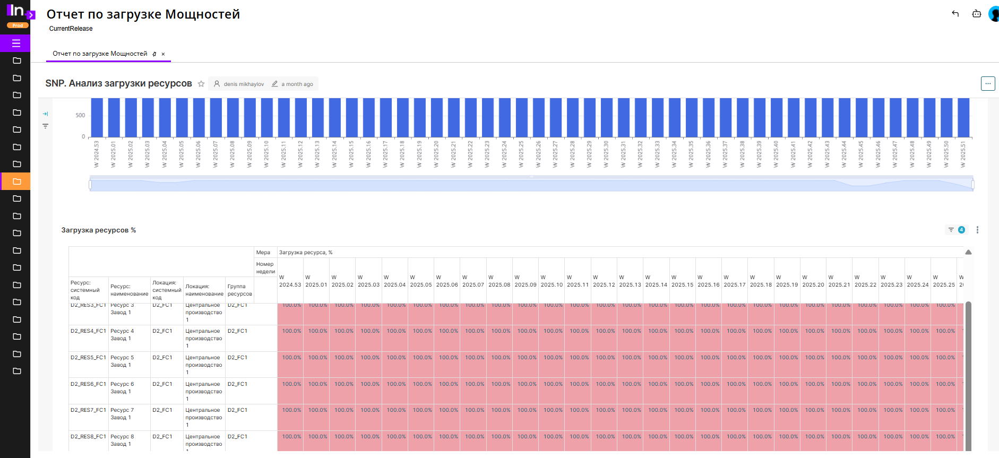 In
Prod
Отчет по загрузке Мощностей
CurrentRelease
Отчет по загрузке Мощностей ×
SNP. Анализ загрузки ресурсов denis mikhaylov a month ago
500
0
W 2024.53 W 2025.01 W 2025.02 W 2025.03 W 2025.04 W 2025.05 W 2025.06 W 2025.07 W 2025.08 W 2025.09 W 2025.10 W 2025.11 W 2025.12 W 2025.13 W 2025.14 W 2025.15 W 2025.16 W 2025.17 W 2025.18 W 2025.19 W 2025.20 W 2025.21 W 2025.22 W 2025.23 W 2025.24 W 2025.25 W 2025.26 W 2025.27 W 2025.28 W 2025.29 W 2025.30 W 2025.31 W 2025.32 W 2025.33 W 2025.34 W 2025.35 W 2025.36 W 2025.37 W 2025.38 W 2025.39 W 2025.40 W 2025.41 W 2025.42 W 2025.43 W 2025.44 W 2025.45 W 2025.46 W 2025.47 W 2025.48 W 2025.49 W 2025.50 W 2025.51
Загрузка ресурсов %
4
Мера Загрузка ресурса, %
Номер
недели
W W W W W W W W W W W W W W W W W W W W W W W W W W W
2024.53 2025.01 2025.02 2025.03 2025.04 2025.05 2025.06 2025.07 2025.08 2025.09 2025.10 2025.11 2025.12 2025.13 2025.14 2025.15 2025.16 2025.17 2025.18 2025.19 2025.20 2025.21 2025.22 2025.23 2025.24 2025.25
Ресурс:
системный
код
Ресурс:
наименование
Локация:
системный
код
Локация:
наименование
Группа
ресурсов
D2_RES3_FC1 Ресурс 3 D2_FC1 Центральное D2_FC1 100.0% 100.0% 100.0% 100.0% 100.0% 100.0% 100.0% 100.0% 100.0% 100.0% 100.0% 100.0% 100.0% 100.0% 100.0% 100.0% 100.0% 100.0% 100.0% 100.0% 100.0% 100.0% 100.0% 100.0% 100.0% 100.0%
Завод 1 производство
1
D2_RES4_FC1 Ресурс 4 D2_FC1 Центральное D2_FC1 100.0% 100.0% 100.0% 100.0% 100.0% 100.0% 100.0% 100.0% 100.0% 100.0% 100.0% 100.0% 100.0% 100.0% 100.0% 100.0% 100.0% 100.0% 100.0% 100.0% 100.0% 100.0% 100.0% 100.0% 100.0% 100.0%
Завод 1 производство
1
D2_RES5_FC1 Ресурс 5 D2_FC1 Центральное D2_FC1 100.0% 100.0% 100.0% 100.0% 100.0% 100.0% 100.0% 100.0% 100.0% 100.0% 100.0% 100.0% 100.0% 100.0% 100.0% 100.0% 100.0% 100.0% 100.0% 100.0% 100.0% 100.0% 100.0% 100.0% 100.0% 100.0%
Завод 1 производство
1
D2_RES6_FC1 Ресурс 6 D2_FC1 Центральное D2_FC1 100.0% 100.0% 100.0% 100.0% 100.0% 100.0% 100.0% 100.0% 100.0% 100.0% 100.0% 100.0% 100.0% 100.0% 100.0% 100.0% 100.0% 100.0% 100.0% 100.0% 100.0% 100.0% 100.0% 100.0% 100.0% 100.0%
Завод 1 производство
1
D2_RES7_FC1 Ресурс 7 D2_FC1 Центральное D2_FC1 100.0% 100.0% 100.0% 100.0% 100.0% 100.0% 100.0% 100.0% 100.0% 100.0% 100.0% 100.0% 100.0% 100.0% 100.0% 100.0% 100.0% 100.0% 100.0% 100.0% 100.0% 100.0% 100.0% 100.0% 100.0% 100.0%
Завод 1 производство
1
D2_RES8_FC1 Ресурс 8 D2_FC1 Центральное D2_FC1 100.0% 100.0% 100.0% 100.0% 100.0% 100.0% 100.0% 100.0% 100.0% 100.0% 100.0% 100.0% 100.0% 100.0% 100.0% 100.0% 100.0% 100.0% 100.0% 100.0% 100.0% 100.0% 100.0% 100.0% 100.0% 100.0%
Завод 1 производство